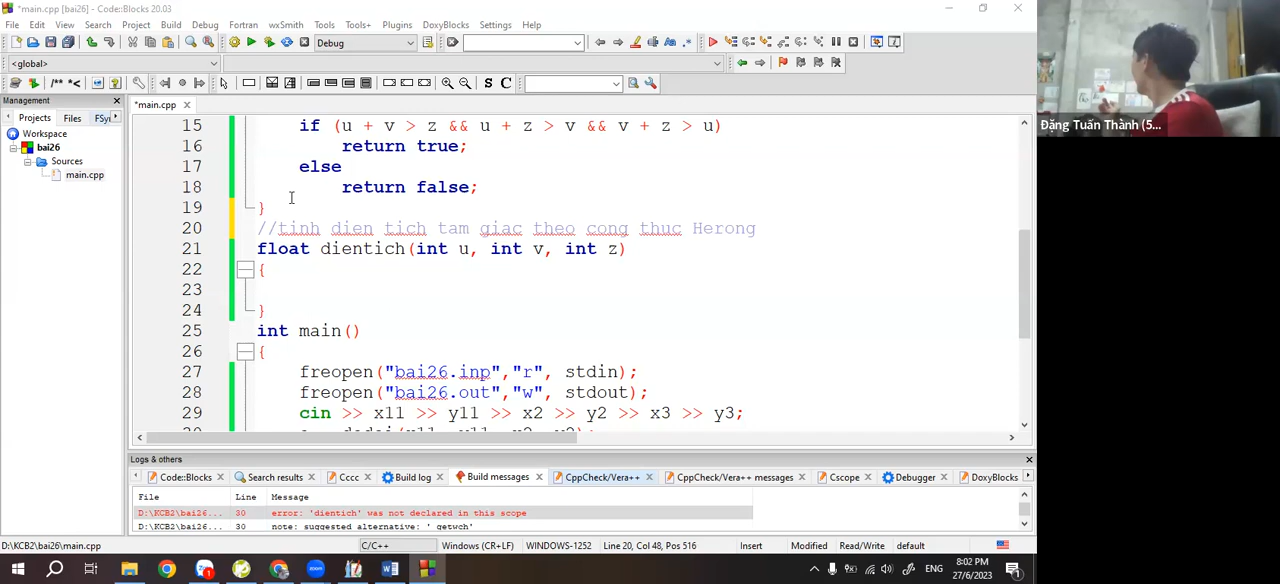 *main.cpp [bai26] - Code::Blocks 20.03
File Edit View Search Project Build Debug Fortran wxSmith Tools Tools+ Plugins DoxyBlocks Settings Help
Debug
<global>
/** *<
S C
Management
Projects Files FSy
Workspace
bai26
Sources
main.cpp
*main.cpp
15 if (u + v > z && u + z > v && v + z > u)
16 return true;
17 else
18 return false;
19 }
20 //tinh dien tich tam giac theo cong thuc Herong
21 float dientich(int u, int v, int z)
22 {
23
24 }
25 int main()
26 {
27 freopen("bai26.inp","r", stdin);
28 freopen("bai26.out","w", stdout);
29 cin >> x11 >> y11 >> x2 >> y2 >> x3 >> y3;
Logs & others
Code::Blocks Search results Cccc Build log Build messages CppCheck/Vera++ CppCheck/Vera++ messages Cscope Debugger DoxyBlocks
File Line Message
D:\KCB2\bai26... 30 error: 'dientich' was not declared in this scope
D:\KCB2\bai26... 30 note: suggested alternative: '_getwch'
D:\KCB2\bai26\main.cpp C/C++ Windows (CR+LF) WINDOWS-1252 Line 20, Col 48, Pos 516 Insert Modified Read/Write default
ENG
8:02 PM
27/6/2023
Đặng Tuấn Thành (5...